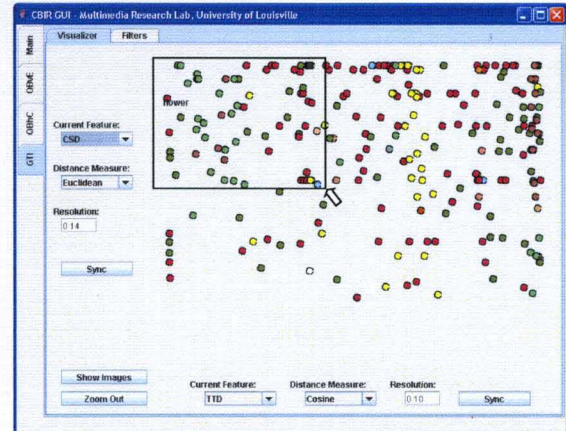 CBIR GUI - Multimedia Research Lab, University of Louisville
Main
OBvE
OBhC
GTI
Visualizer
Filters
flower
Current Feature:
CSD
Distance Measure:
Euclidean
Resolution:
0.14
Sync
Show Images
Zoom Out
Current Feature:
TTD
Distance Measure:
Cosine
Resolution:
0.10
Sync